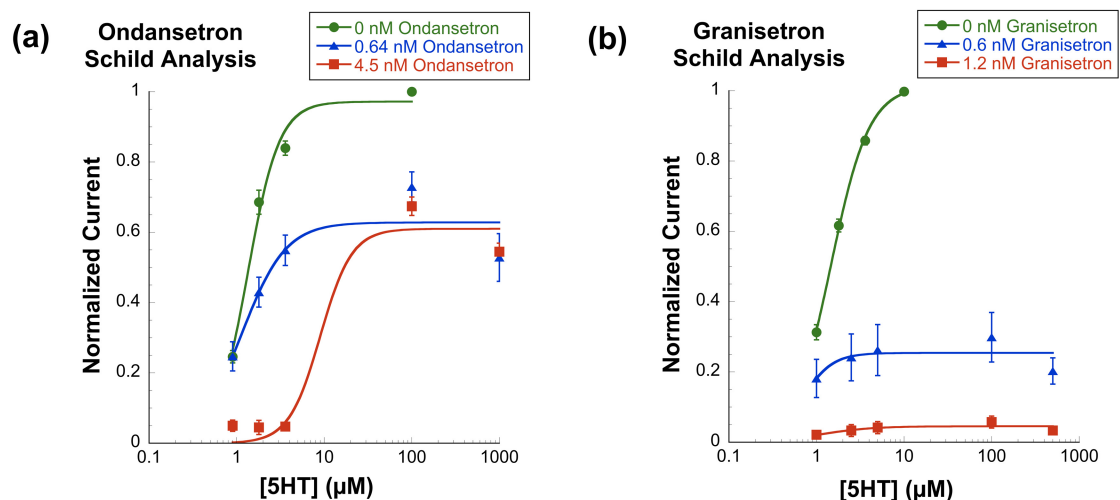 (a)
Ondansetron
Schild Analysis
0 nM Ondansetron
0.64 nM Ondansetron
4.5 nM Ondansetron
Normalized Current
1
0.8
0.6
0.4
0.2
0
0.1
1
10
100
1000
[5HT] (µM)
(b)
Granisetron
Schild Analysis
0 nM Granisetron
0.6 nM Granisetron
1.2 nM Granisetron
Normalized Current
1
0.8
0.6
0.4
0.2
0
0.1
1
10
100
1000
[5HT] (µM)